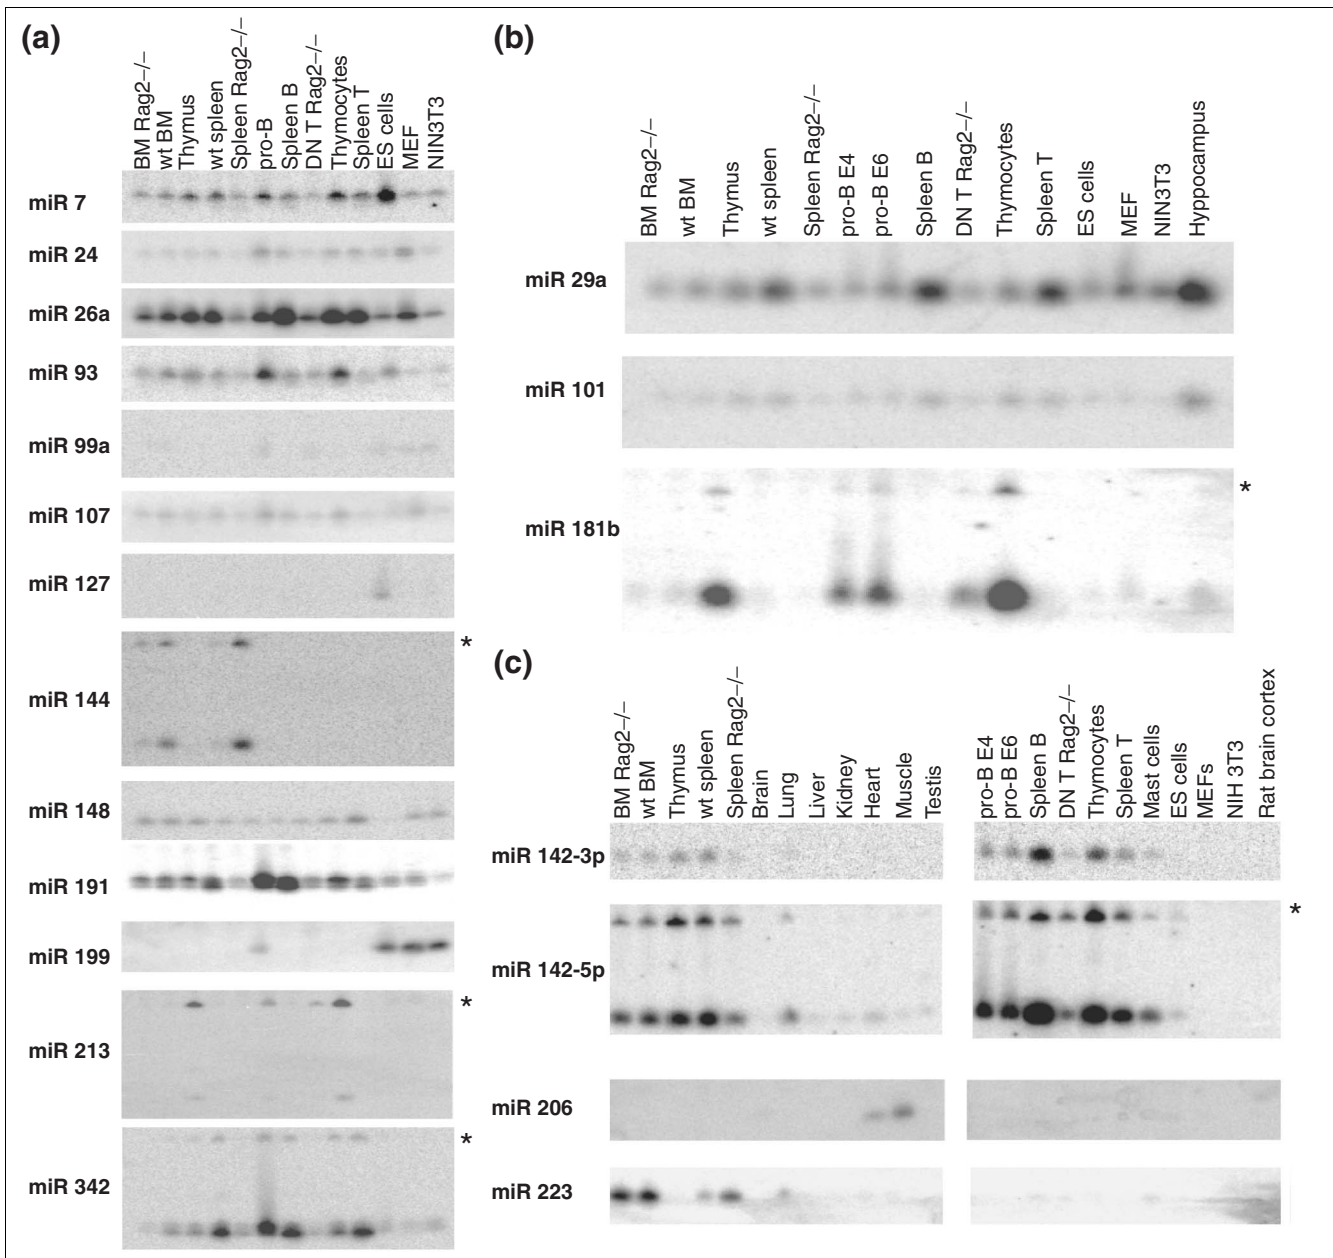 (a)
BM Rag2–/–
wt BM
Thymus
wt spleen
Spleen Rag2–/–
pro-B
Spleen B
DN T Rag2–/–
Thymocytes
Spleen T
ES cells
MEF
NIN3T3
miR 7
miR 24
miR 26a
miR 93
miR 99a
miR 107
miR 127
miR 144
*
miR 148
miR 191
miR 199
miR 213
*
miR 342
*
(b)
BM Rag2–/–
wt BM
Thymus
wt spleen
Spleen Rag2–/–
pro-B E4
pro-B E6
Spleen B
DN T Rag2–/–
Thymocytes
Spleen T
ES cells
MEF
NIN3T3
Hyppocampus
miR 29a
miR 101
miR 181b
*
(c)
BM Rag2–/–
wt BM
Thymus
wt spleen
Spleen Rag2–/–
Brain
Lung
Liver
Kidney
Heart
Muscle
Testis
pro-B E4
pro-B E6
Spleen B
DN T Rag2–/–
Thymocytes
Spleen T
Mast cells
ES cells
MEFs
NIH 3T3
Rat brain cortex
miR 142-3p
miR 142-5p
*
miR 206
miR 223